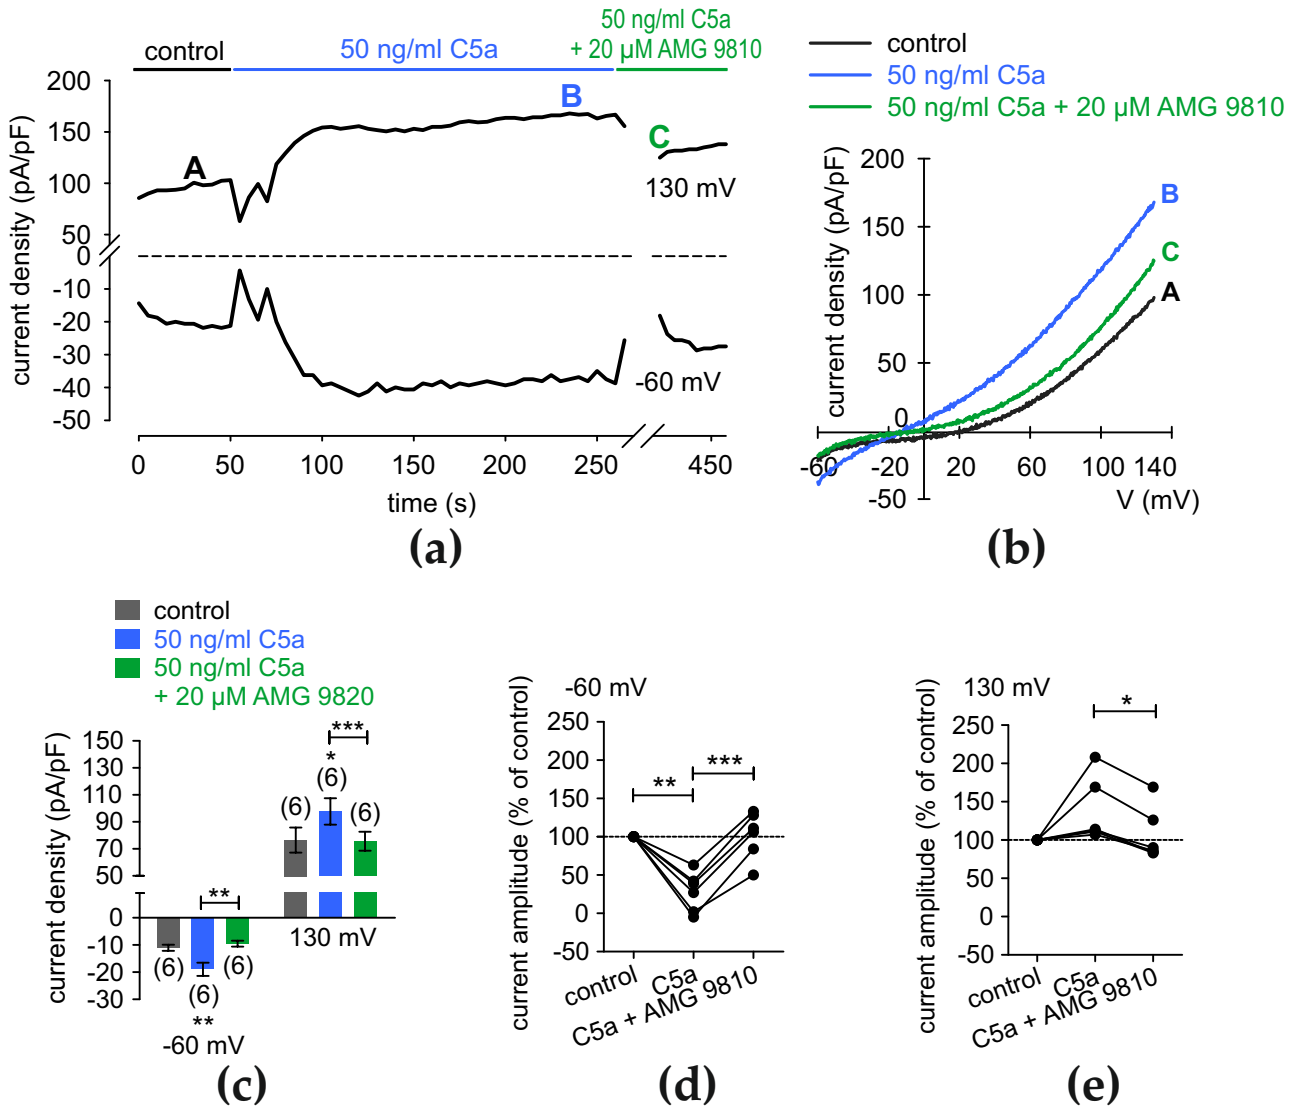 control
50 ng/ml C5a
50 ng/ml C5a
+ 20 µM AMG 9810
200
150
100
50
0
-10
-20
-30
-40
-50
current density (pA/pF)
A
B
C
130 mV
-60 mV
0 50 100 150 200 250 450
time (s)
(a)
control
50 ng/ml C5a
50 ng/ml C5a + 20 µM AMG 9810
current density (pA/pF)
200
150
100
50
0
-50
B
C
A
-60 -20 20 60 100 140
V (mV)
(b)
control
50 ng/ml C5a
50 ng/ml C5a
+ 20 µM AMG 9820
current density (pA/pF)
150
130
110
90
70
50
0
-10
-20
-30
***
*
(6) (6) (6)
130 mV
**
(6) (6) (6)
**
-60 mV
(c)
-60 mV
current amplitude (% of control)
250
200
150
100
50
0
-50
** ***
control
C5a
C5a + AMG 9810
(d)
130 mV
current amplitude (% of control)
250
200
150
100
50
0
-50
*
control
C5a
C5a + AMG 9810
(e)